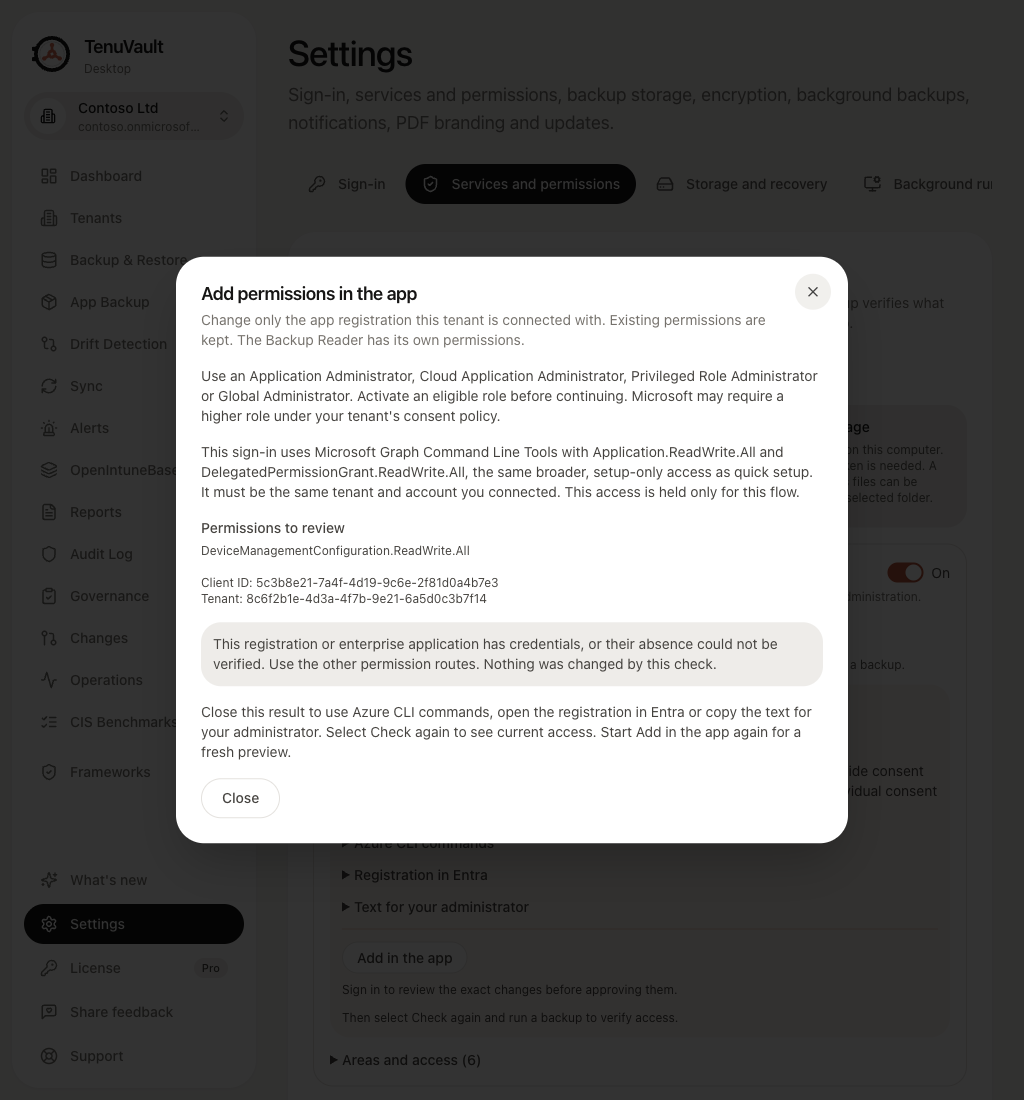 TenuVault
Desktop
Contoso Ltd
contoso.onmicrosof...
Dashboard
Tenants
Backup & Restore
App Backup
Drift Detection
Sync
Alerts
OpenIntuneBase
Reports
Audit Log
Governance
Changes
Operations
CIS Benchmarks
Frameworks
What's new
Settings
License
Pro
Share feedback
Support
Settings
Sign-in, services and permissions, backup storage, encryption, background backups,
notifications, PDF branding and updates.
Sign-in
Services and permissions
Storage and recovery
Background ru
p verifies what
age
on this computer.
ten is needed. A
files can be
selected folder.
On
dministration.
a backup.
ide consent
vidual consent
Add permissions in the app
Change only the app registration this tenant is connected with. Existing permissions are
kept. The Backup Reader has its own permissions.
Use an Application Administrator, Cloud Application Administrator, Privileged Role Administrator
or Global Administrator. Activate an eligible role before continuing. Microsoft may require a
higher role under your tenant's consent policy.
This sign-in uses Microsoft Graph Command Line Tools with Application.ReadWrite.All and
DelegatedPermissionGrant.ReadWrite.All, the same broader, setup-only access as quick setup.
It must be the same tenant and account you connected. This access is held only for this flow.
Permissions to review
DeviceManagementConfiguration.ReadWrite.All
Client ID: 5c3b8e21-7a4f-4d19-9c6e-2f81d0a4b7e3
Tenant: 8c6f2b1e-4d3a-4f7b-9e21-6a5d0c3b7f14
This registration or enterprise application has credentials, or their absence could not be
verified. Use the other permission routes. Nothing was changed by this check.
Close this result to use Azure CLI commands, open the registration in Entra or copy the text for
your administrator. Select Check again to see current access. Start Add in the app again for a
fresh preview.
Close
Azure CLI commands
Registration in Entra
Text for your administrator
Add in the app
Sign in to review the exact changes before approving them.
Then select Check again and run a backup to verify access.
Areas and access (6)